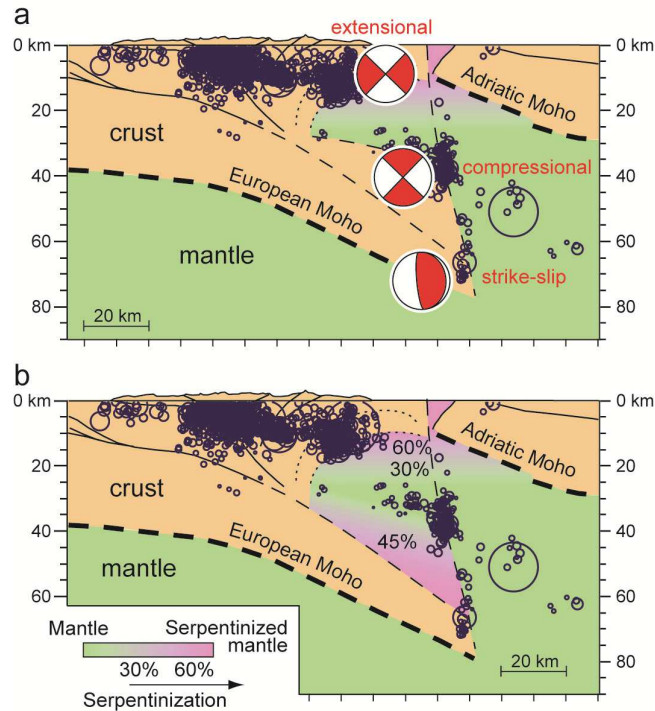 a
extensional
0 km
0 km
20
20
Adriatic Moho
crust
40
compressional
40
European Moho
60
60
mantle
strike-slip
80
80
20 km
b
0 km
0 km
60%
20
30%
Adriatic Moho
20
crust
40
45%
40
European Moho
mantle
60
60
Mantle
Serpentinized
mantle
20 km
30%
60%
80
Serpentinization